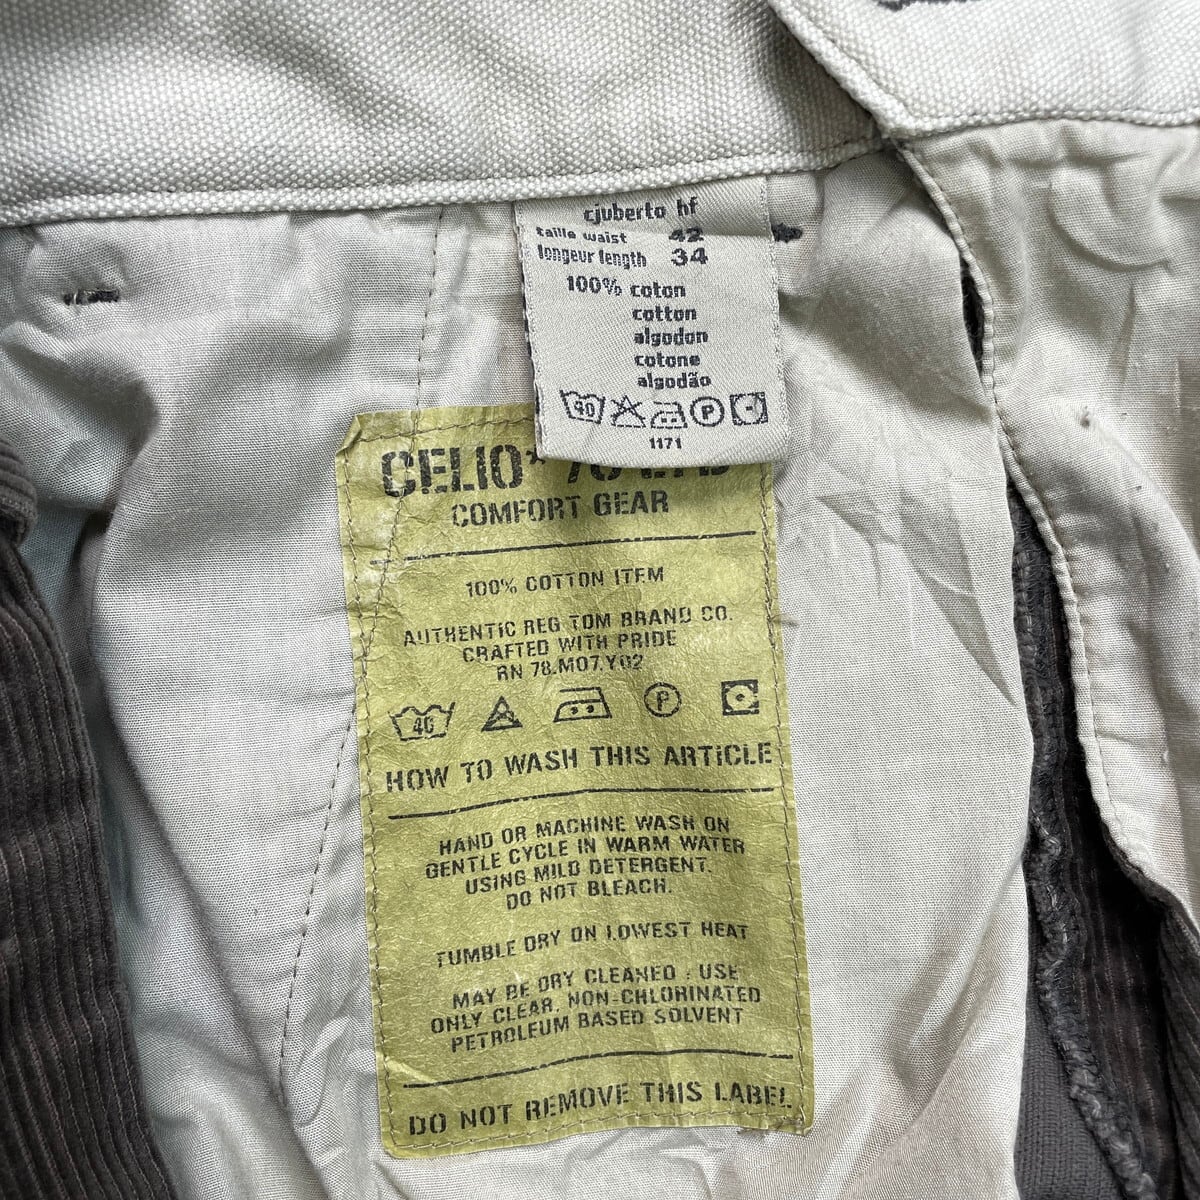 cjuberto hf
taille waist 42
longeur length 34
100% coton
cotton
algodon
cotone
algodão
40 P
1171
CELIO*
COMFORT GEAR
100% COTTON ITEM
AUTHENTIC REG TOM BRAND CO.
CRAFTED WITH PRIDE
RN 78.M07.Y02
40 P
HOW TO WASH THIS ARTICLE
HAND OR MACHINE WASH ON
GENTLE CYCLE IN WARM WATER
USING MILD DETERGENT.
DO NOT BLEACH.
TUMBLE DRY ON LOWEST HEAT
MAY BE DRY CLEANED : USE
ONLY CLEAR, NON-CHLORINATED
PETROLEUM BASED SOLVENT
DO NOT REMOVE THIS LABEL